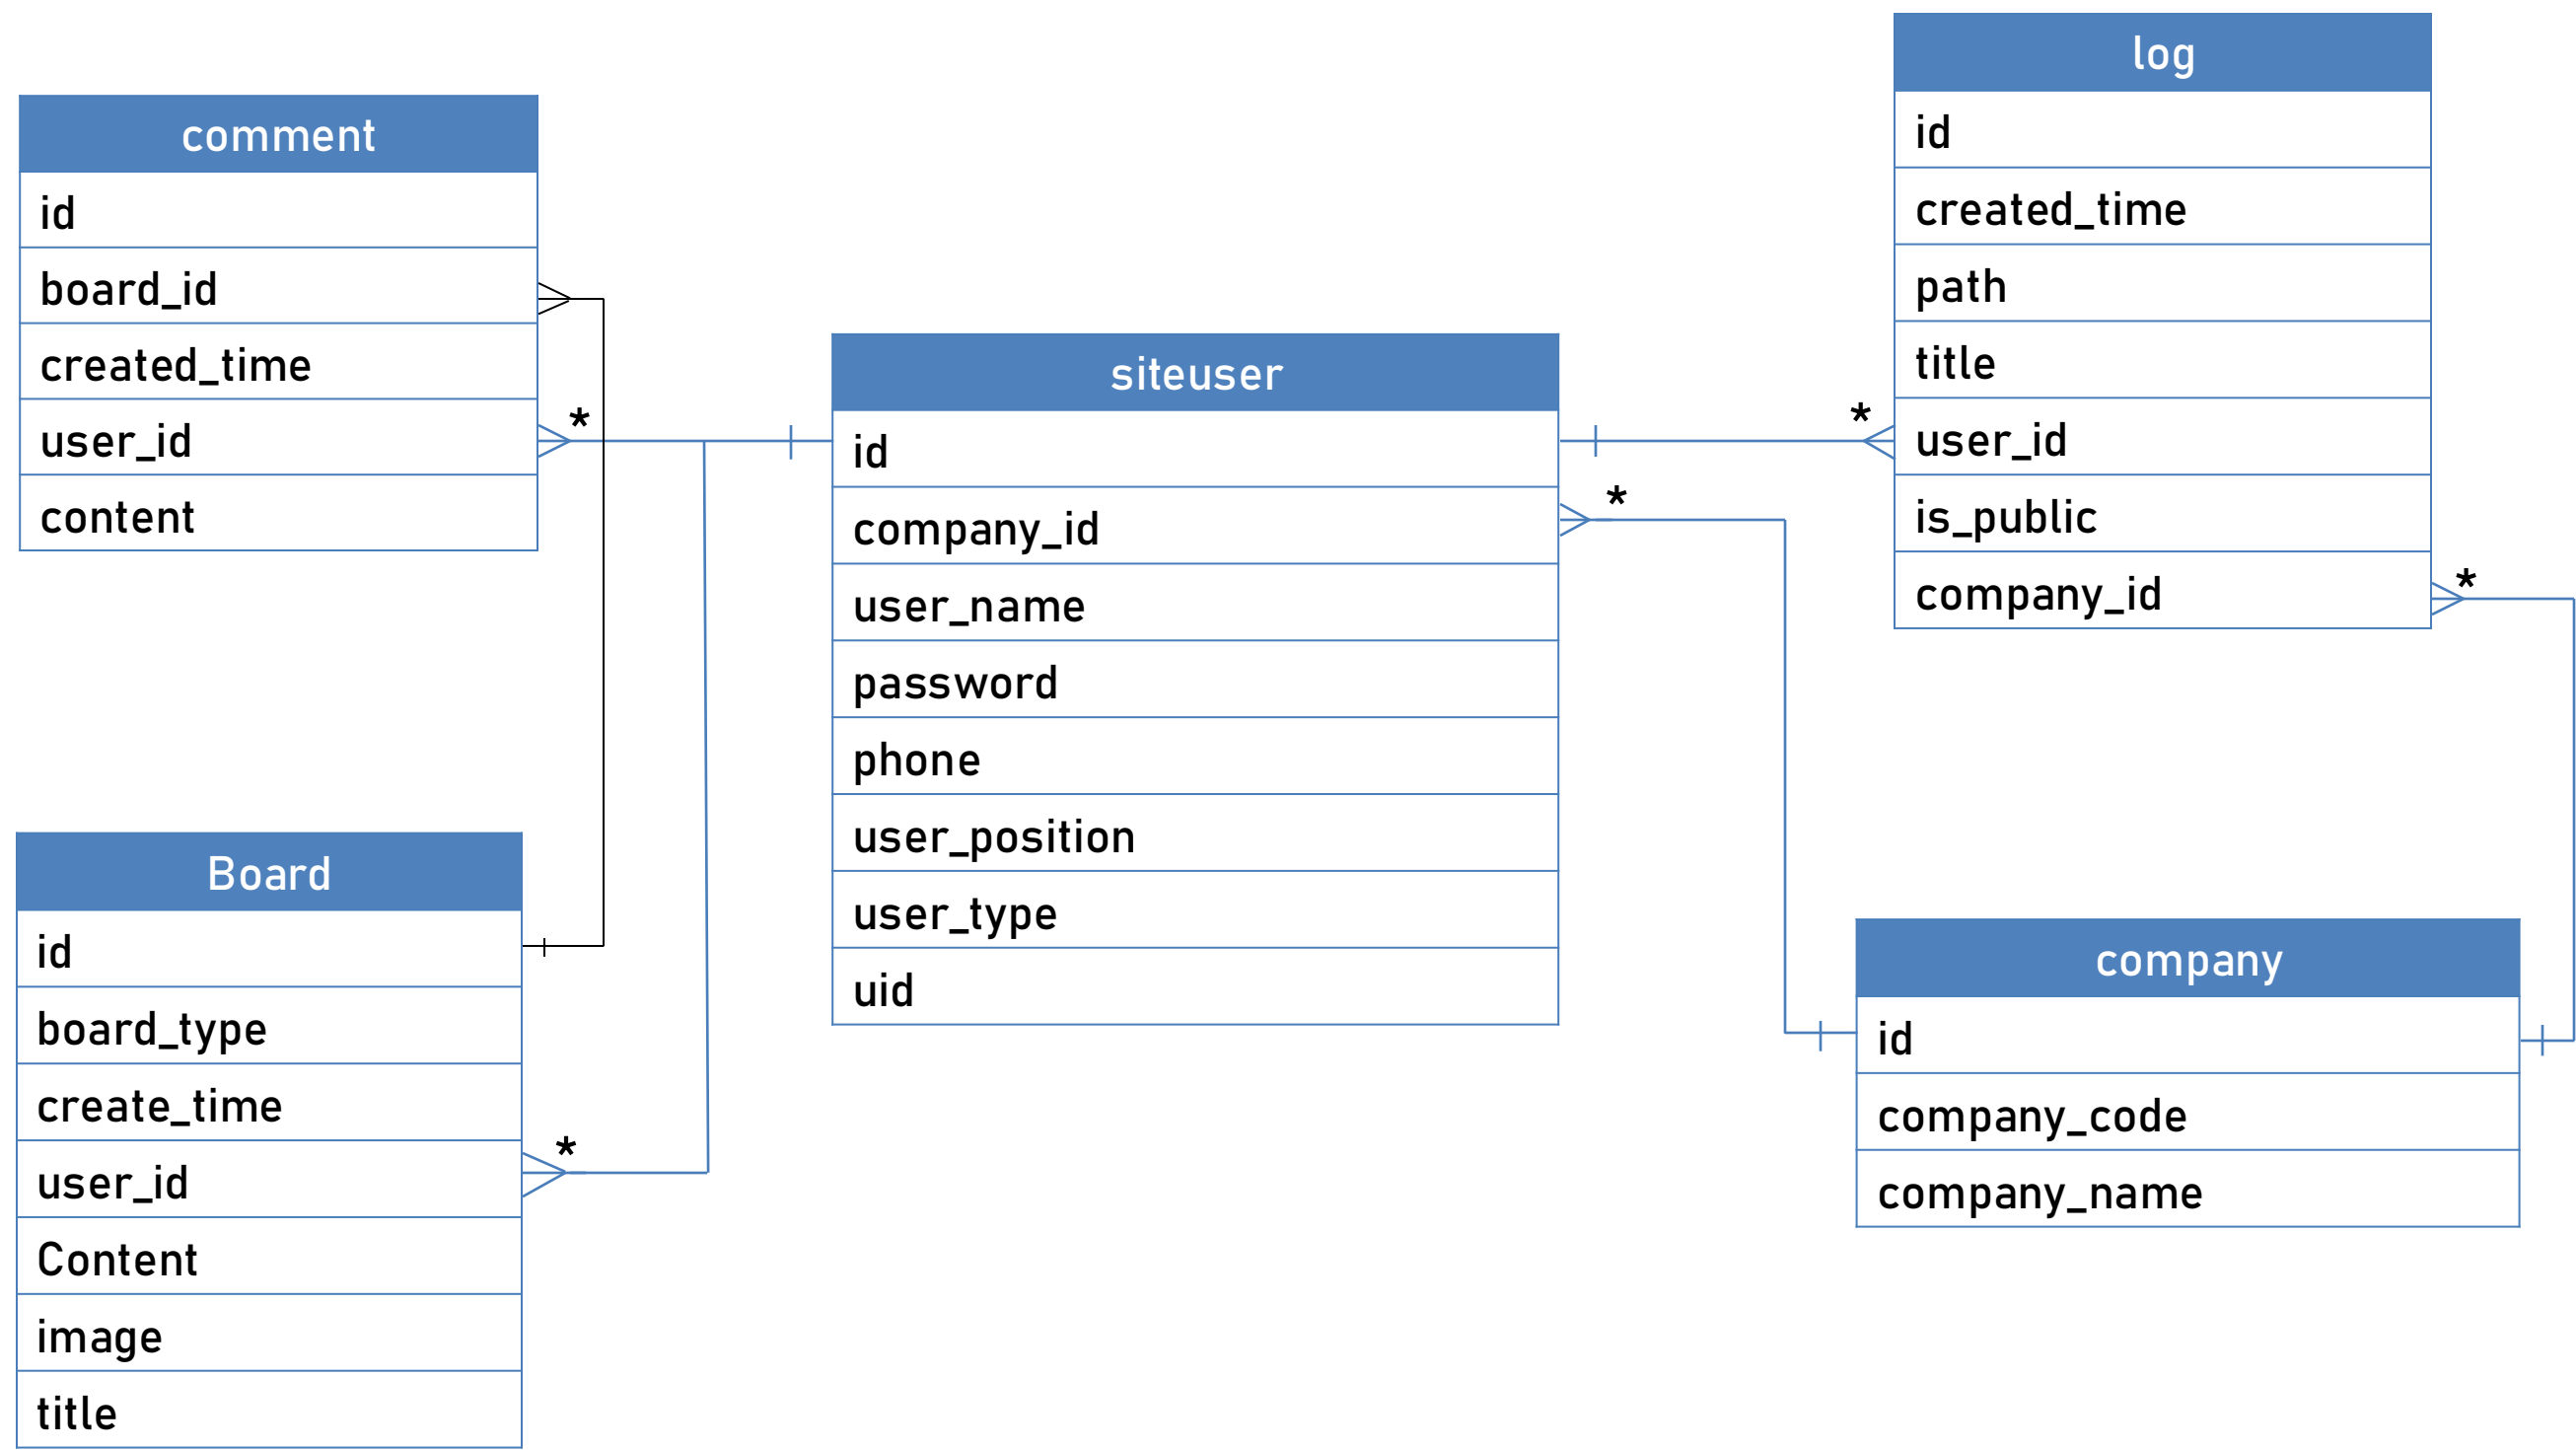 comment
id
board_id
created_time
user_id
*
content
Board
id
board_type
create_time
*
user_id
Content
image
title
siteuser
id
*
company_id
user_name
password
phone
user_position
user_type
uid
log
id
created_time
path
title
*
user_id
is_public
company_id
*
company
id
company_code
company_name